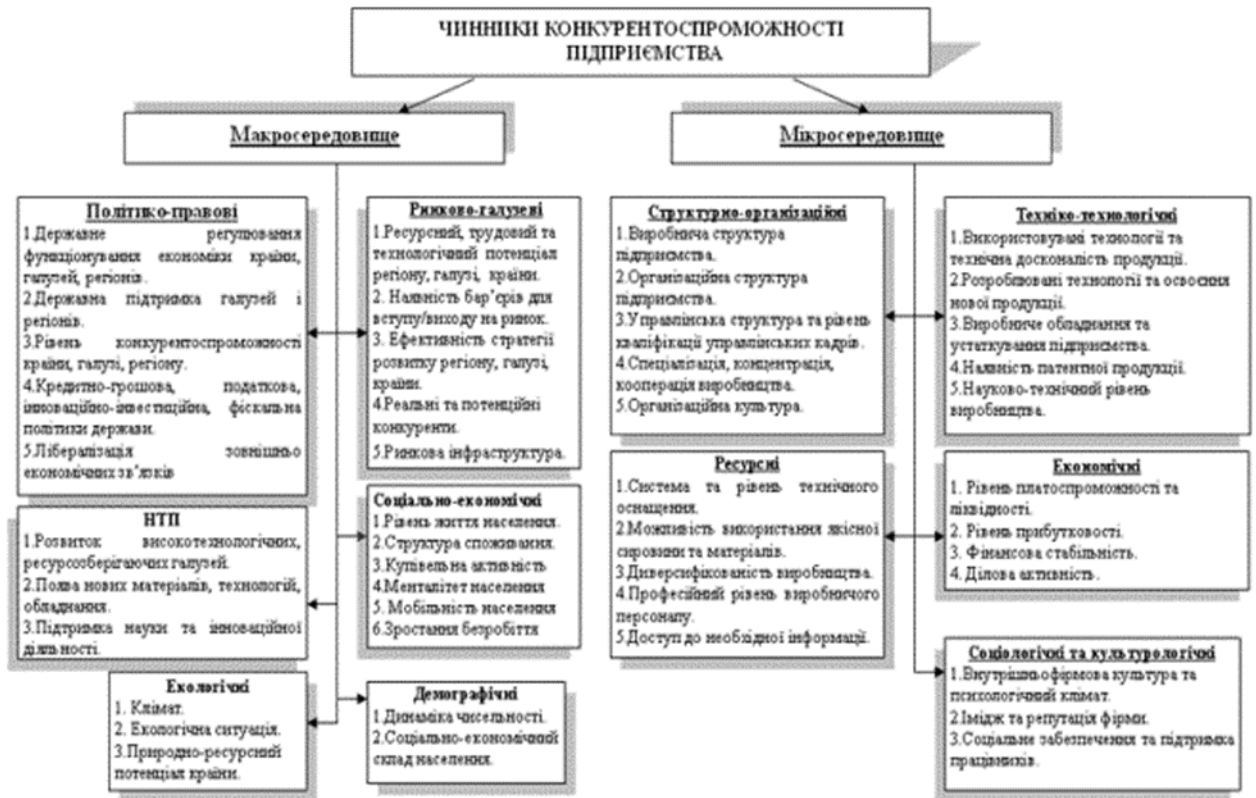 ЧИННИКИ КОНКУРЕНТОСПРОМОЖНОСТІ
ПІДПРИЄМСТВА
Макросередовище
Політико-правові
1.Державне регулювання
функціонування економіки країни,
галузей, регіонів.
2.Державна підтримка галузей і
регіонів.
3.Рівень конкурентоспроможності
країни, галузі, регіону.
4.Кредитно-грошова, податкова,
інноваційно-інвестиційна, фіскальна
політики держави.
5.Лібералізація зовнішньо
економічних зв’язків
Ринково-галузеві
1.Ресурсний, трудовий та
технологічний потенціал
регіону, галузі, країни.
2. Наявність бар’єрів для
вступу/виходу на ринок.
3. Ефективність стратегії
розвитку регіону, галузі,
країни.
4.Реальні та потенційні
конкуренти.
5.Ринкова інфраструктура.
НТП
1.Розвиток високотехнологічних,
ресурсозберігаючих галузей.
2.Поява нових матеріалів, технологій,
обладнання.
3.Підтримка науки та інноваційної
діяльності.
Соціально-економічні
1.Рівень життя населення.
2.Структура споживання.
3.Купівельна активність
4.Менталітет населення
5. Мобільність населення
6.Зростання безробіття
Екологічні
1. Клімат.
2. Екологічна ситуація.
3.Природно-ресурсний
потенціал країни.
Демографічні
1.Динаміка чисельності.
2.Соціально-економічний
склад населення.
Мікросередовище
Структурно-організаційні
1.Виробнича структура
підприємства.
2.Організаційна структура
підприємства.
3.Управлінська структура та рівень
кваліфікації управлінських кадрів.
4.Спеціалізація, концентрація,
кооперація виробництва.
5.Організаційна культура.
Техніко-технологічні
1.Використовувані технології та
технічна досконалість продукції.
2.Розроблювані технології та освоєння
нової продукції.
3.Виробниче обладнання та
устаткування підприємства.
4.Наявність патентної продукції.
5.Науково-технічний рівень
виробництва.
Ресурсні
1.Система та рівень технічного
оснащення.
2.Можливість використання якісної
сировини та матеріалів.
3.Диверсифікованість виробництва.
4.Професійний рівень виробничого
персоналу.
5.Доступ до необхідної інформації.
Економічні
1. Рівень платоспроможності та
ліквідності.
2. Рівень прибутковості.
3. Фінансова стабільність.
4. Ділова активність.
Соціологічні та культурологічні
1.Внутрішньофірмова культура та
психологічний клімат.
2.Імідж та репутація фірми.
3.Соціальне забезпечення та підтримка
працівників.